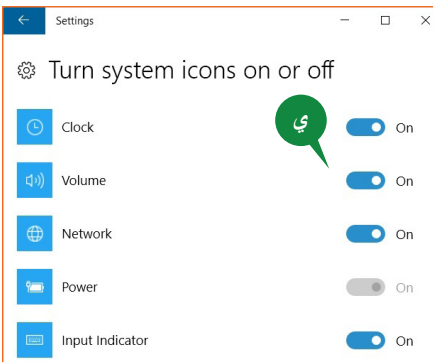 Settings
Turn system icons on or off
Clock On
ي
Volume On
Network On
Power On
Input Indicator On